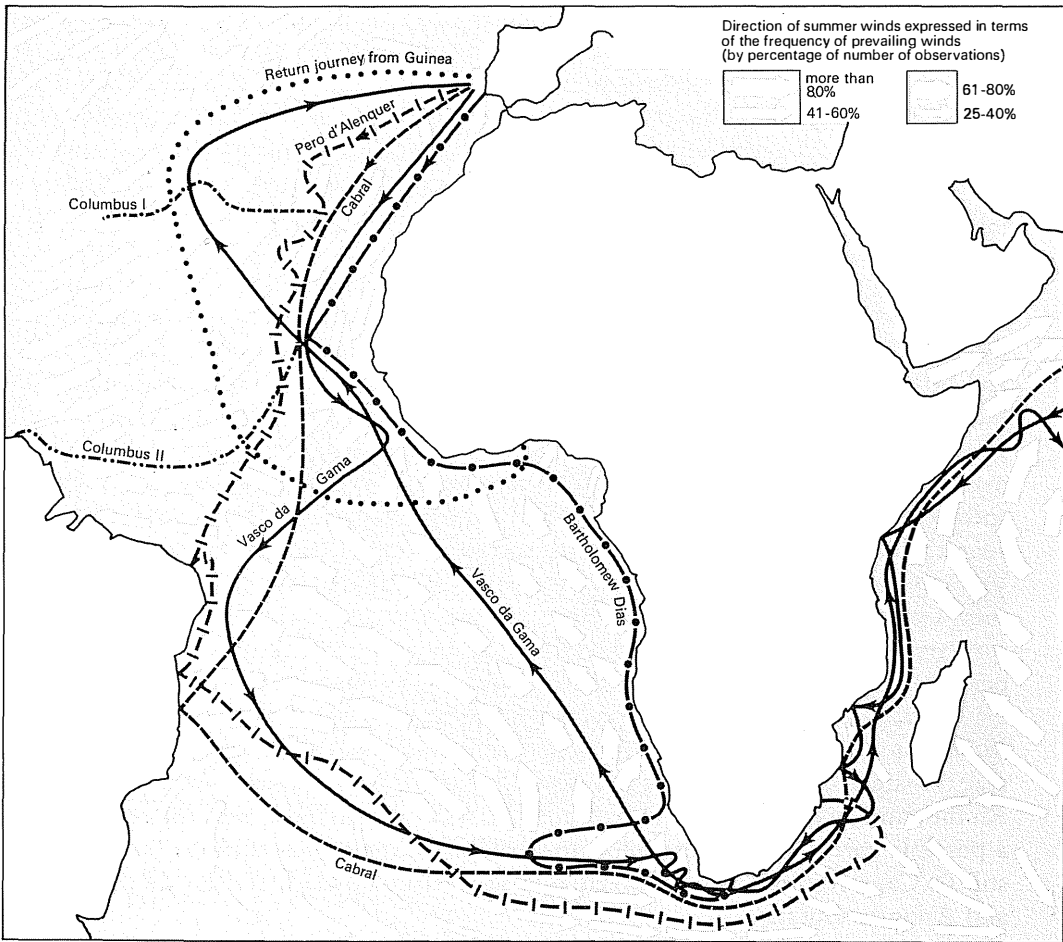 Direction of summer winds expressed in terms
of the frequency of prevailing winds
(by percentage of number of observations)
more than
80%
61-80%
41-60%
25-40%
Return journey from Guinea
Pero d'Alenquer
Cabral
Columbus I
Columbus II
Vasco da Gama
Bartholomew Dias
Vasco da Gama
Cabral